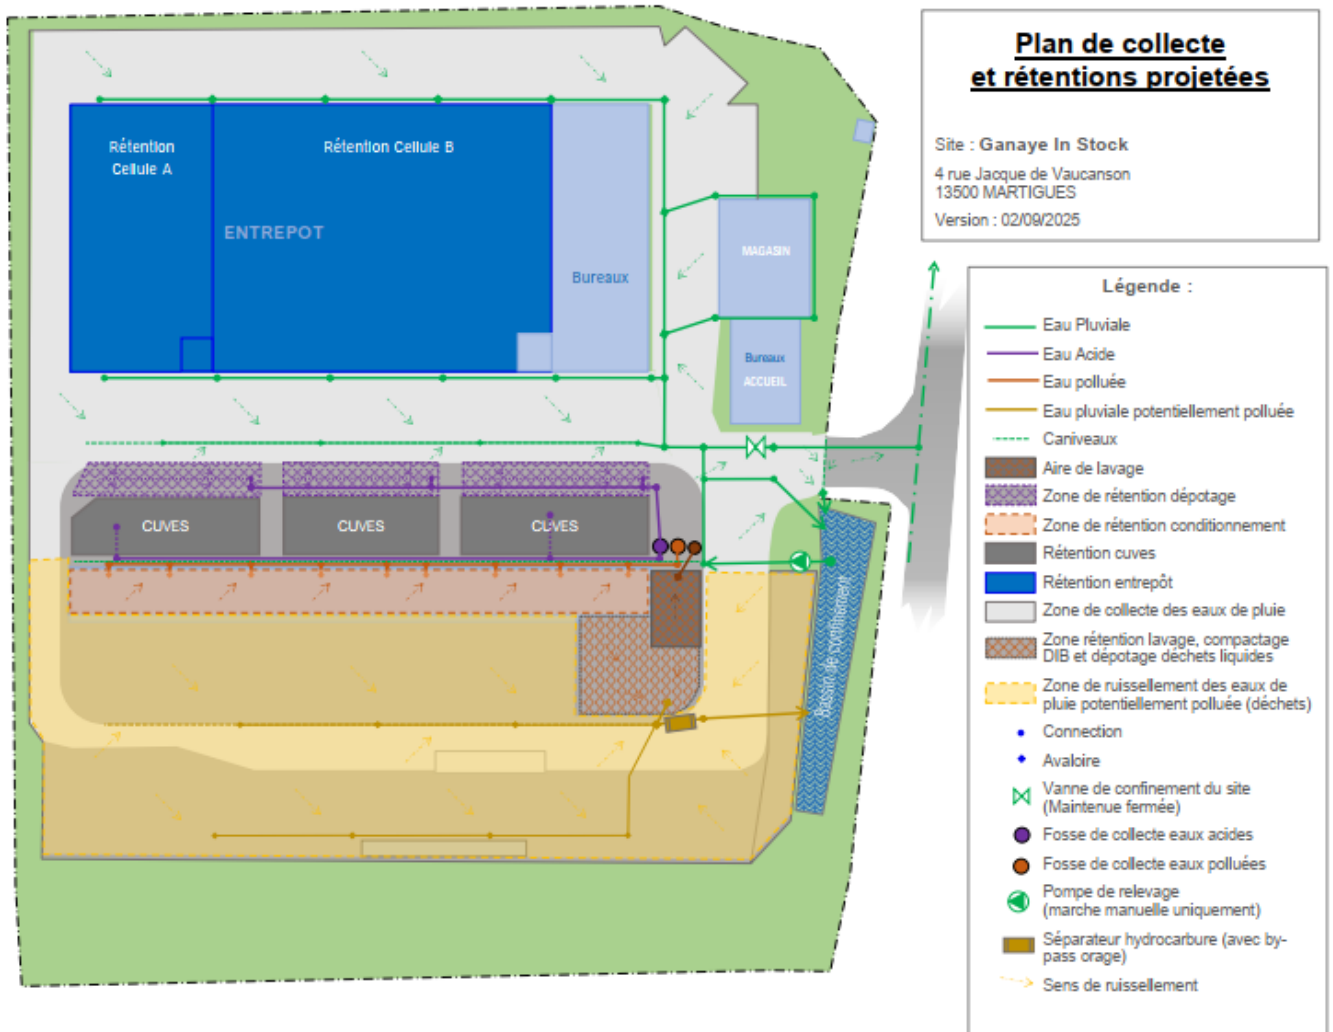 Plan de collecte
et rétentions projetées
Site : Ganaye In Stock
4 rue Jacque de Vaucanson
13500 MARTIGUES
Version : 02/09/2025
Rétention
Cellule A
Rétention Cellule B
ENTREPOT
Bureaux
MAGASIN
Bureaux
ACCUEIL
CUVES
CUVES
CUVES
Bassin de confinement
Légende :
Eau Pluviale
Eau Acide
Eau polluée
Eau pluviale potentiellement polluée
Caniveaux
Aire de lavage
Zone de rétention dépotage
Zone de rétention conditionnement
Rétention cuves
Rétention entrepôt
Zone de collecte des eaux de pluie
Zone rétention lavage, compactage
DIB et dépotage déchets liquides
Zone de ruissellement des eaux de
pluie potentiellement polluée (déchets)
Connection
Avaloire
Vanne de confinement du site
(Maintenue fermée)
Fosse de collecte eaux acides
Fosse de collecte eaux polluées
Pompe de relevage
(marche manuelle uniquement)
Séparateur hydrocarbure (avec by-
pass orage)
Sens de ruissellement